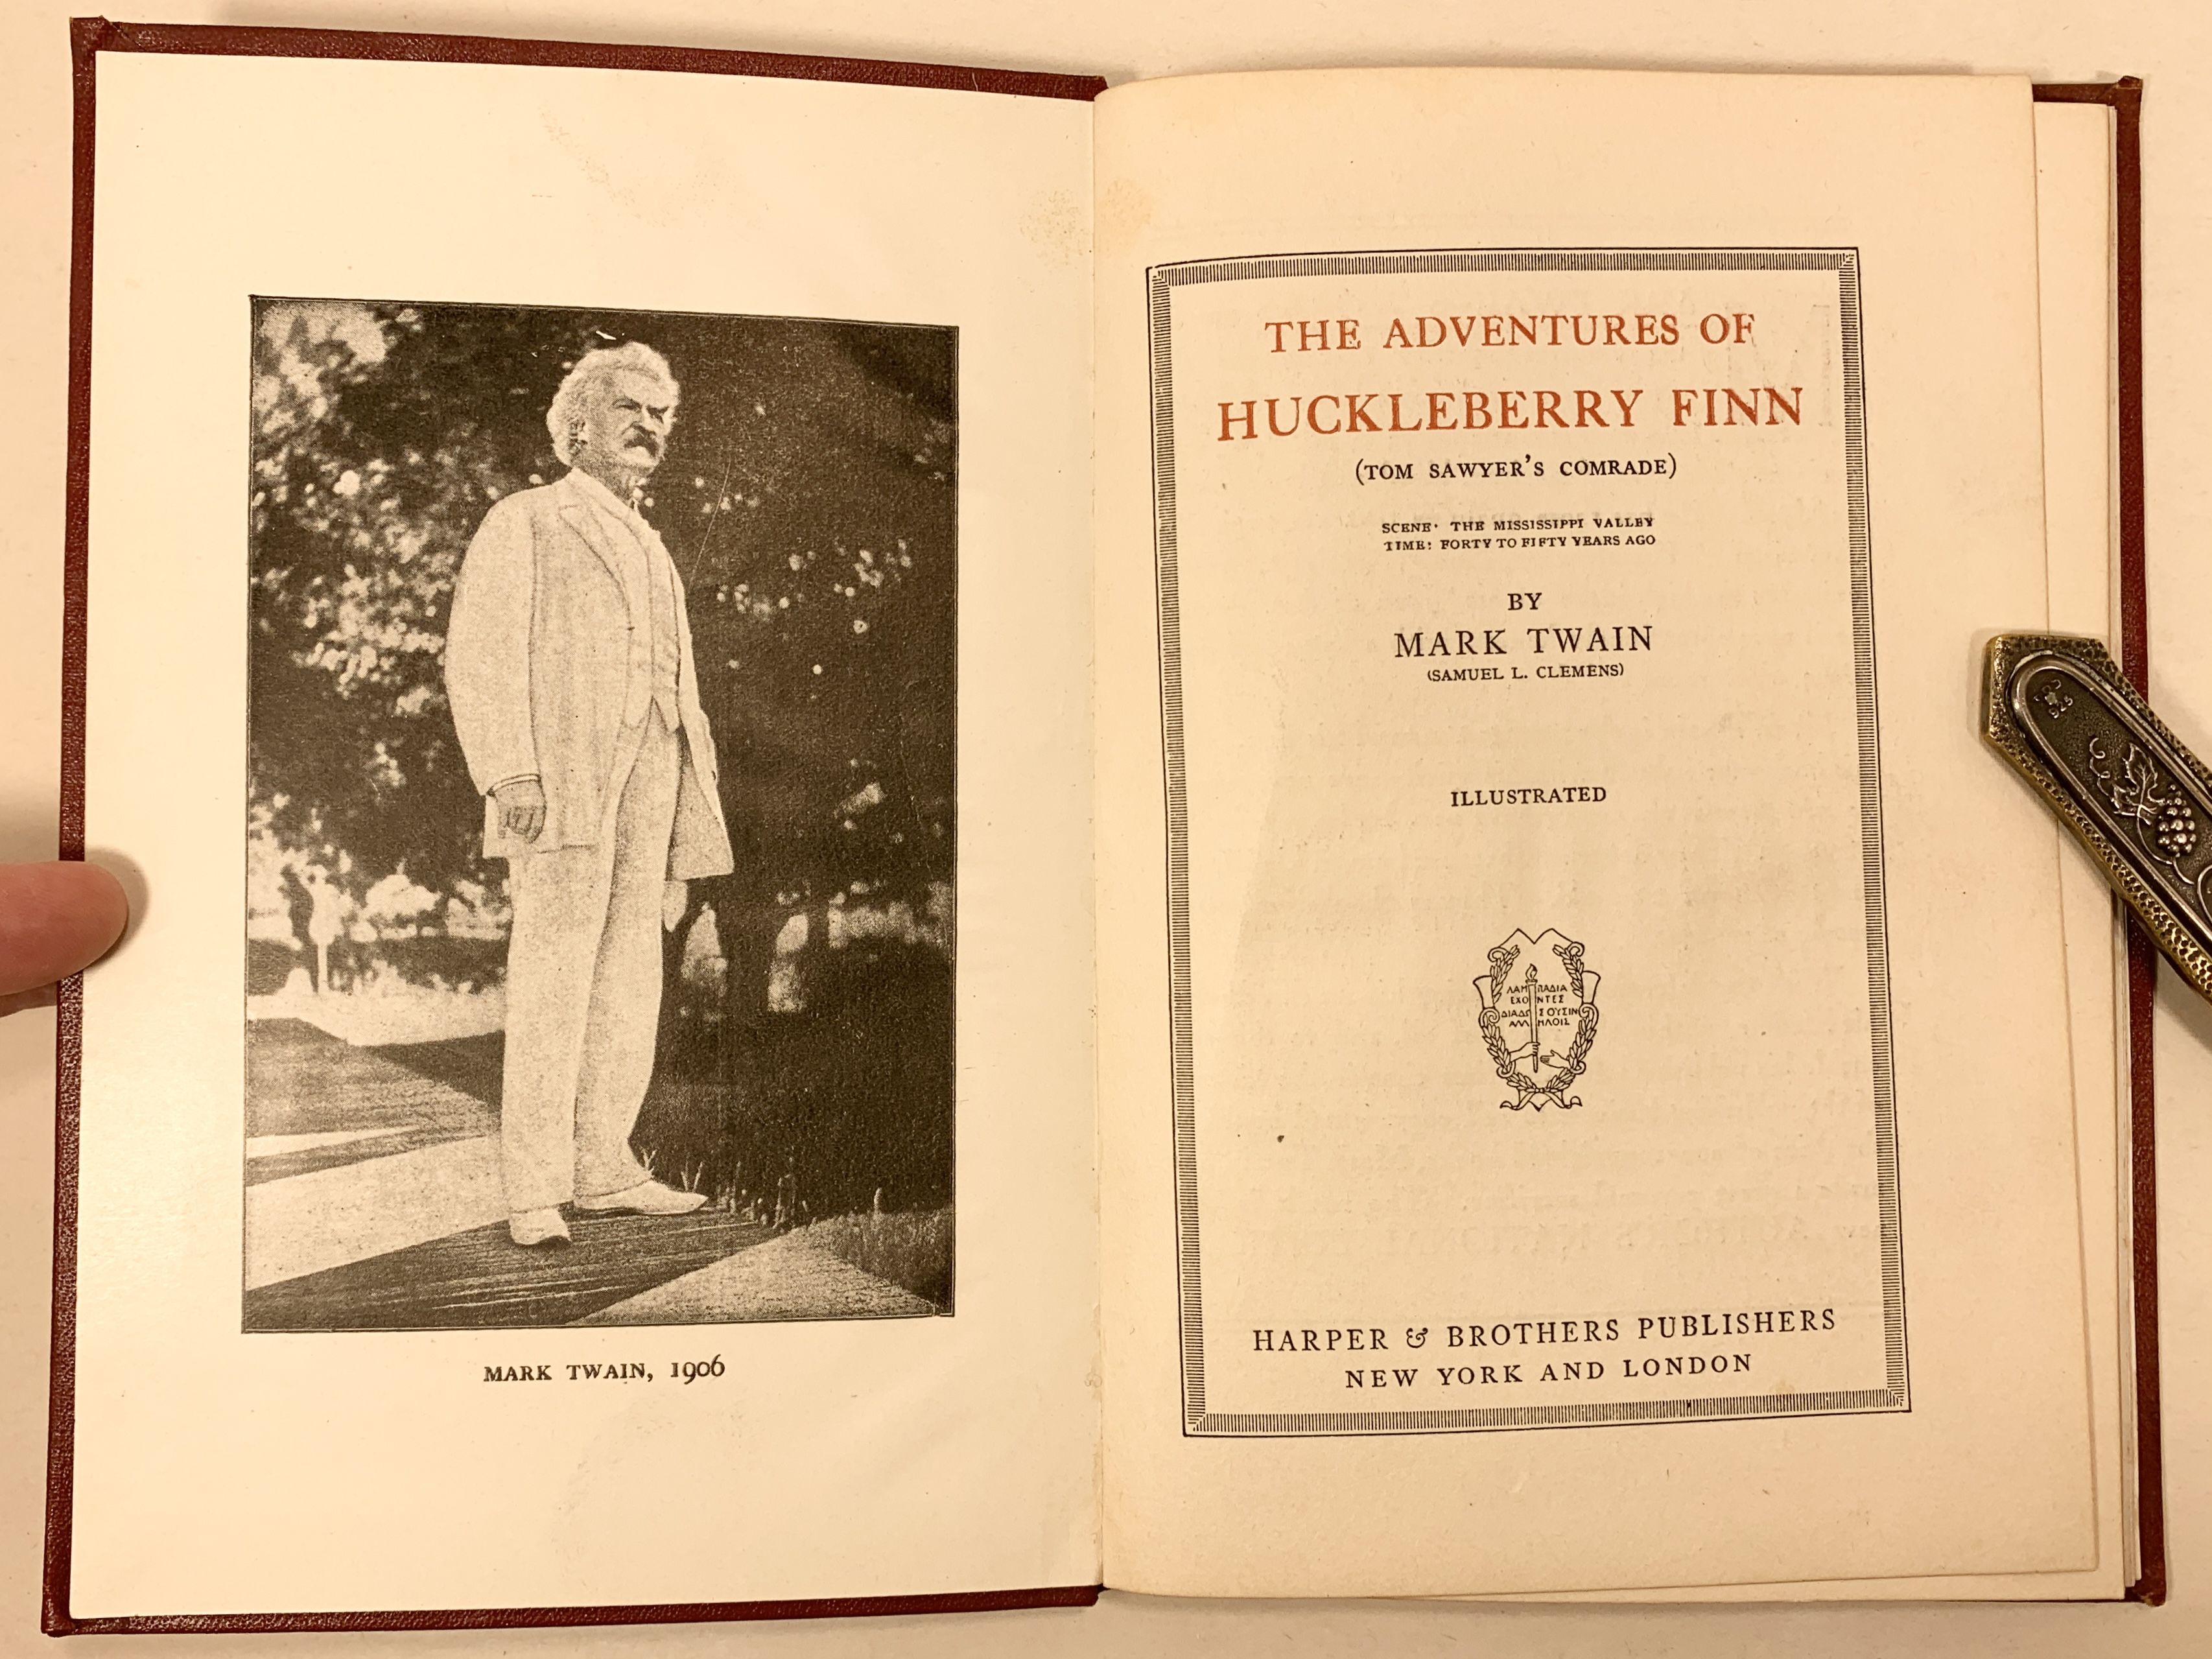 MARK TWAIN, 1906
THE ADVENTURES OF
HUCKLEBERRY FINN
(TOM SAWYER'S COMRADE)
SCENE: THE MISSISSIPPI VALLEY
TIME: FORTY TO FIFTY YEARS AGO
BY
MARK TWAIN
(SAMUEL L. CLEMENS)
ILLUSTRATED
ΛΑΜΠΑΔΙΑ
ΕΧΟΝΤΕΣ
ΔΙΑΔΩΣΟΥΣΙΝ
ΑΛΛΗΛΟΙΣ
HARPER & BROTHERS PUBLISHERS
NEW YORK AND LONDON